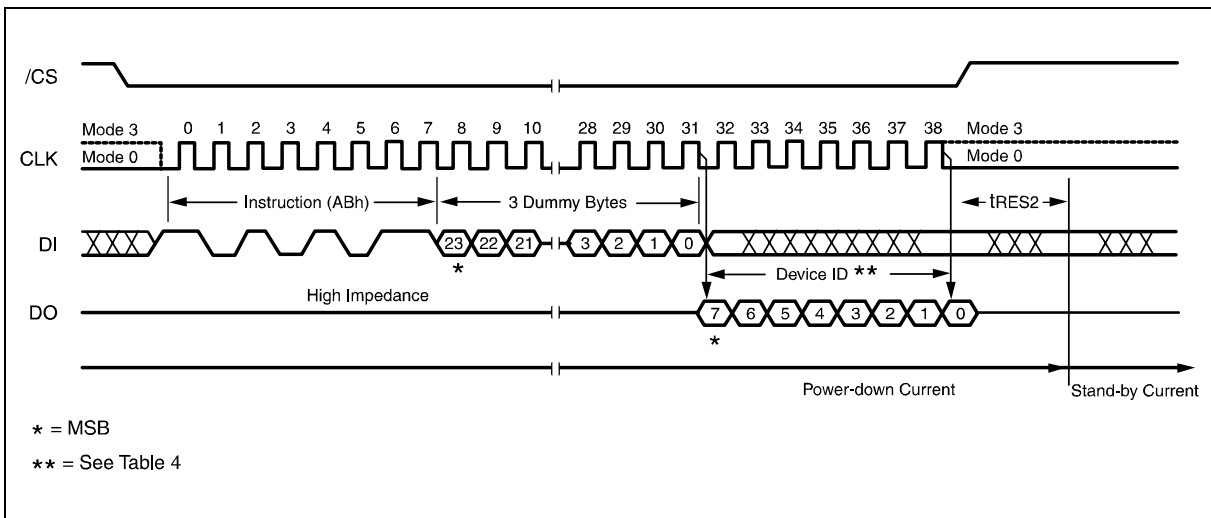 /CS
Mode 3 0 1 2 3 4 5 6 7 8 9 10 28 29 30 31 32 33 34 35 36 37 38 Mode 3
CLK Mode 0 Mode 0
Instruction (ABh) 3 Dummy Bytes tRES2
DI 23 22 21 3 2 1 0
* Device ID **
High Impedance
DO 7 6 5 4 3 2 1 0
*
Power-down Current Stand-by Current
* = MSB
** = See Table 4